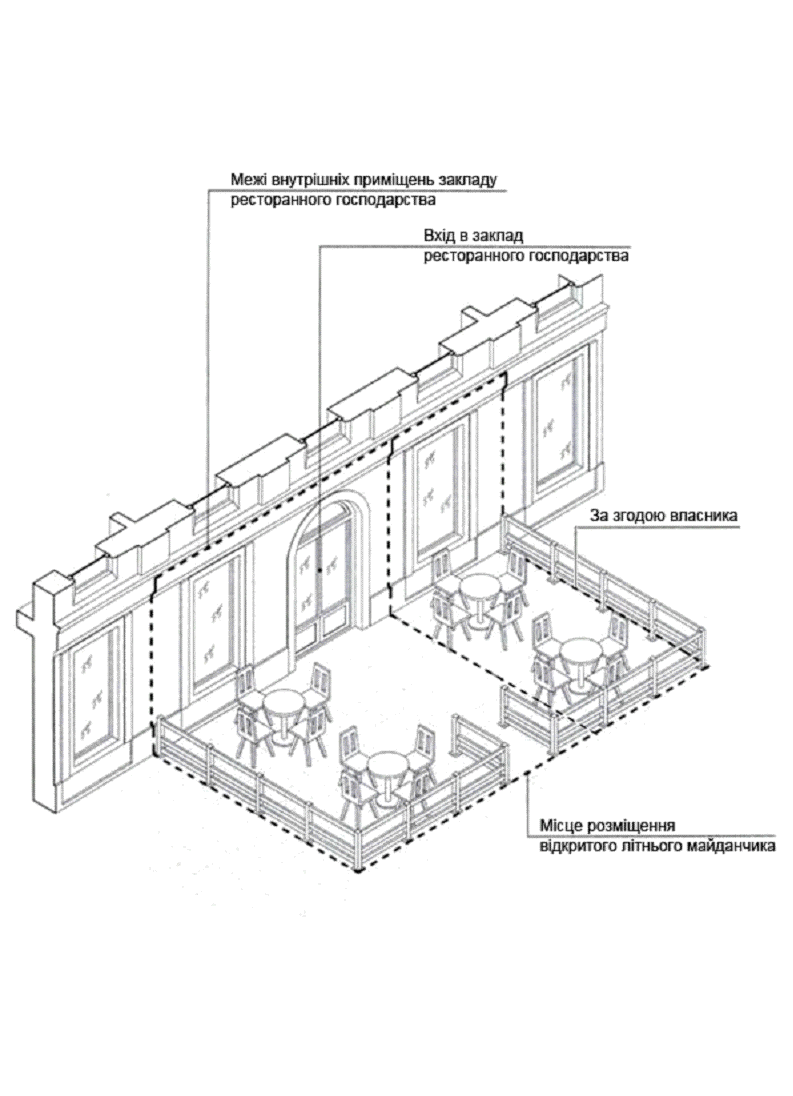 Межі внутрішніх приміщень закладу
ресторанного господарства
Вхід в заклад
ресторанного господарства
За згодою власника
Місце розміщення
відкритого літнього майданчика